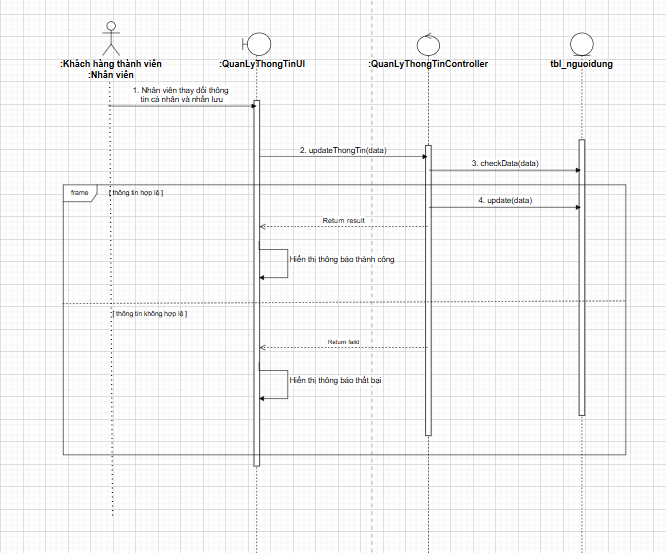 :Khách hàng thành viên
:Nhân viên
:QuanLyThongTinUI
:QuanLyThongTinController
tbl_nguoidung
1. Nhân viên thay đổi thông
tin cá nhân và nhấn lưu
2. updateThongTin(data)
3. checkData(data)
frame
[ thông tin hợp lệ ]
4. update(data)
Return result
Hiển thị thông báo thành công
[ thông tin không hợp lệ ]
Return faild
Hiển thị thông báo thất bại